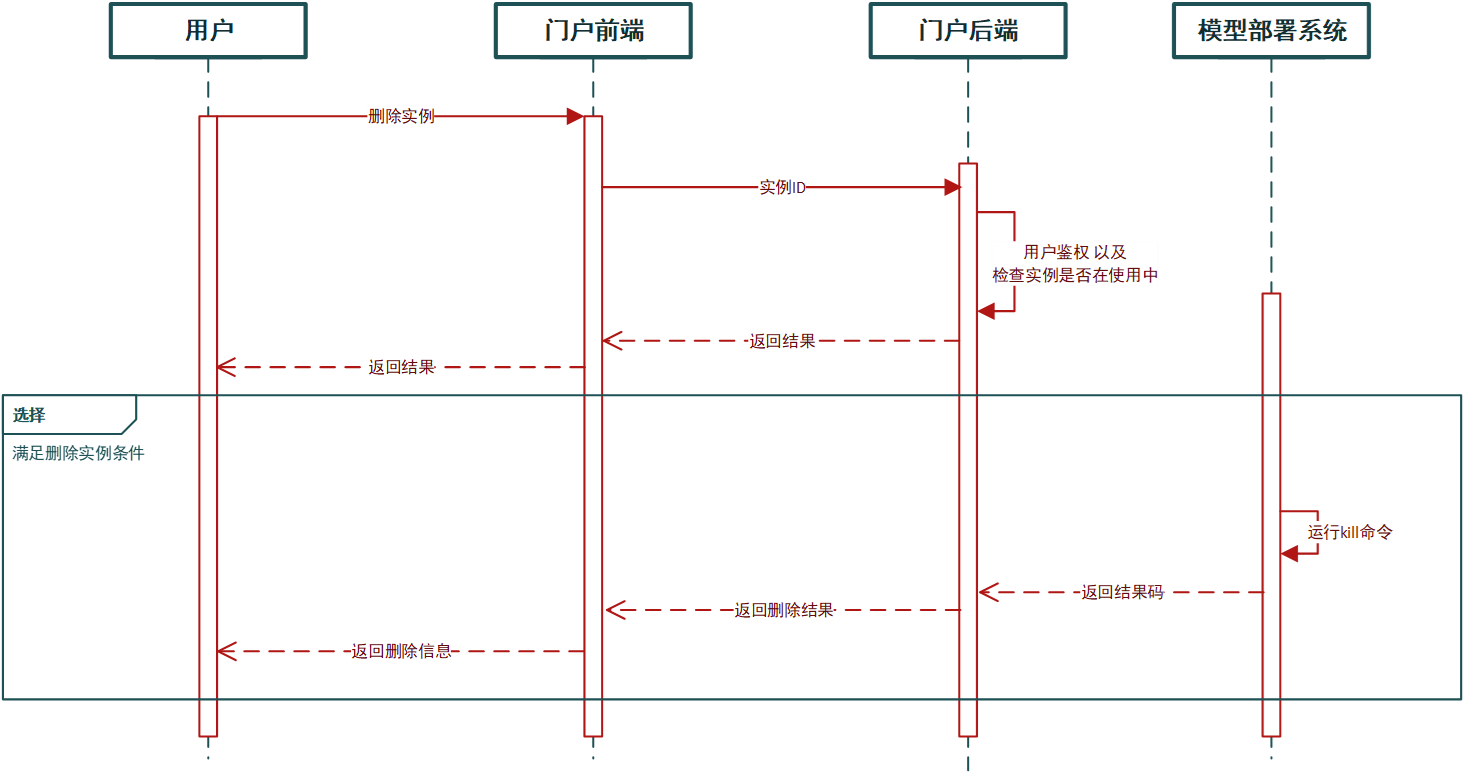 用户
门户前端
门户后端
模型部署系统
删除实例
实例ID
用户鉴权 以及
检查实例是否在使用中
返回结果
返回结果
选择
满足删除实例条件
运行kill命令
返回结果码
返回删除结果
返回删除信息